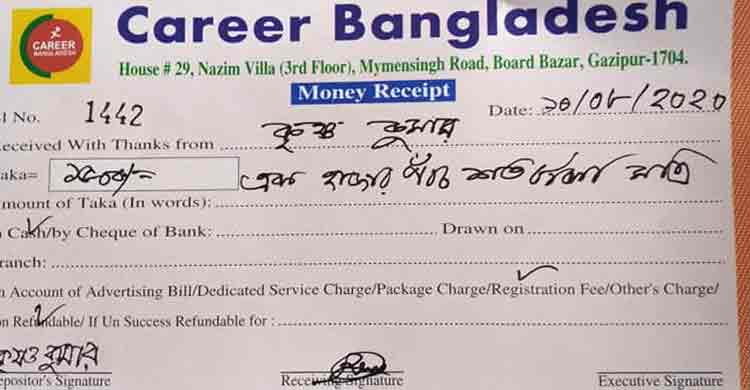 Career Bangladesh
CAREER BANGLADESH
House # 29, Nazim Villa (3rd Floor), Mymensingh Road, Board Bazar, Gazipur-1704.
Money Receipt
l No. 1442 Date: ২০/০৮/2020
eceived With Thanks from কৃষ্ণ কুমার
aka= ১৫০০/- এক হাজার পাঁচ শত টাকা মাত্র
mount of Taka (In words):
Cash/by Cheque of Bank: Drawn on
ranch:
n Account of Advertising Bill/Dedicated Service Charge/Package Charge/Registration Fee/Other's Charge/
on Refundable/ If Un Success Refundable for :
কুমার
epositor's Signature Receiving Signature Executive Signature